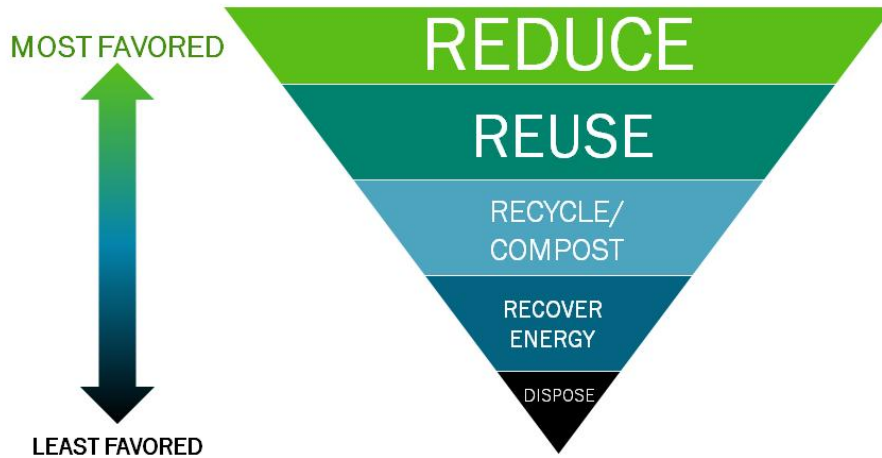 MOST FAVORED
REDUCE
REUSE
RECYCLE/
COMPOST
RECOVER
ENERGY
DISPOSE
LEAST FAVORED